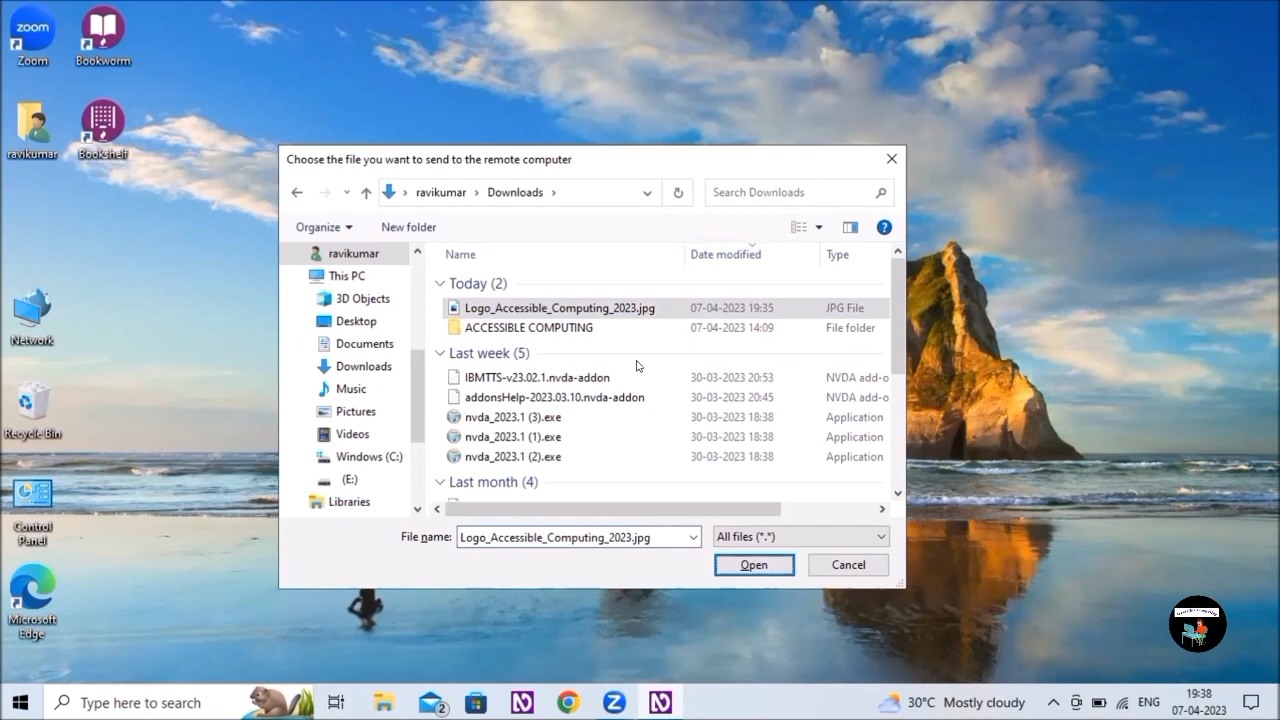 zoom
Zoom
Bookworm
ravikumar
Bookshelf
Network
Recycle Bin
Control
Panel
Microsoft
Edge
Choose the file you want to send to the remote computer
ravikumar
Downloads
Search Downloads
Organize
New folder
ravikumar
This PC
3D Objects
Desktop
Documents
Downloads
Music
Pictures
Videos
Windows (C:)
(E:)
Libraries
Name Date modified Type
Today (2)
Logo_Accessible_Computing_2023.jpg 07-04-2023 19:35 JPG File
ACCESSIBLE COMPUTING 07-04-2023 14:09 File folder
Last week (5)
IBMTTS-v23.02.1.nvda-addon 30-03-2023 20:53 NVDA add-o
addonsHelp-2023.03.10.nvda-addon 30-03-2023 20:45 NVDA add-o
nvda_2023.1 (3).exe 30-03-2023 18:38 Application
nvda_2023.1 (1).exe 30-03-2023 18:38 Application
nvda_2023.1 (2).exe 30-03-2023 18:38 Application
Last month (4)
File name: Logo_Accessible_Computing_2023.jpg All files (*.*)
Open Cancel
Type here to search
2
30°C Mostly cloudy
ENG
19:38
07-04-2023